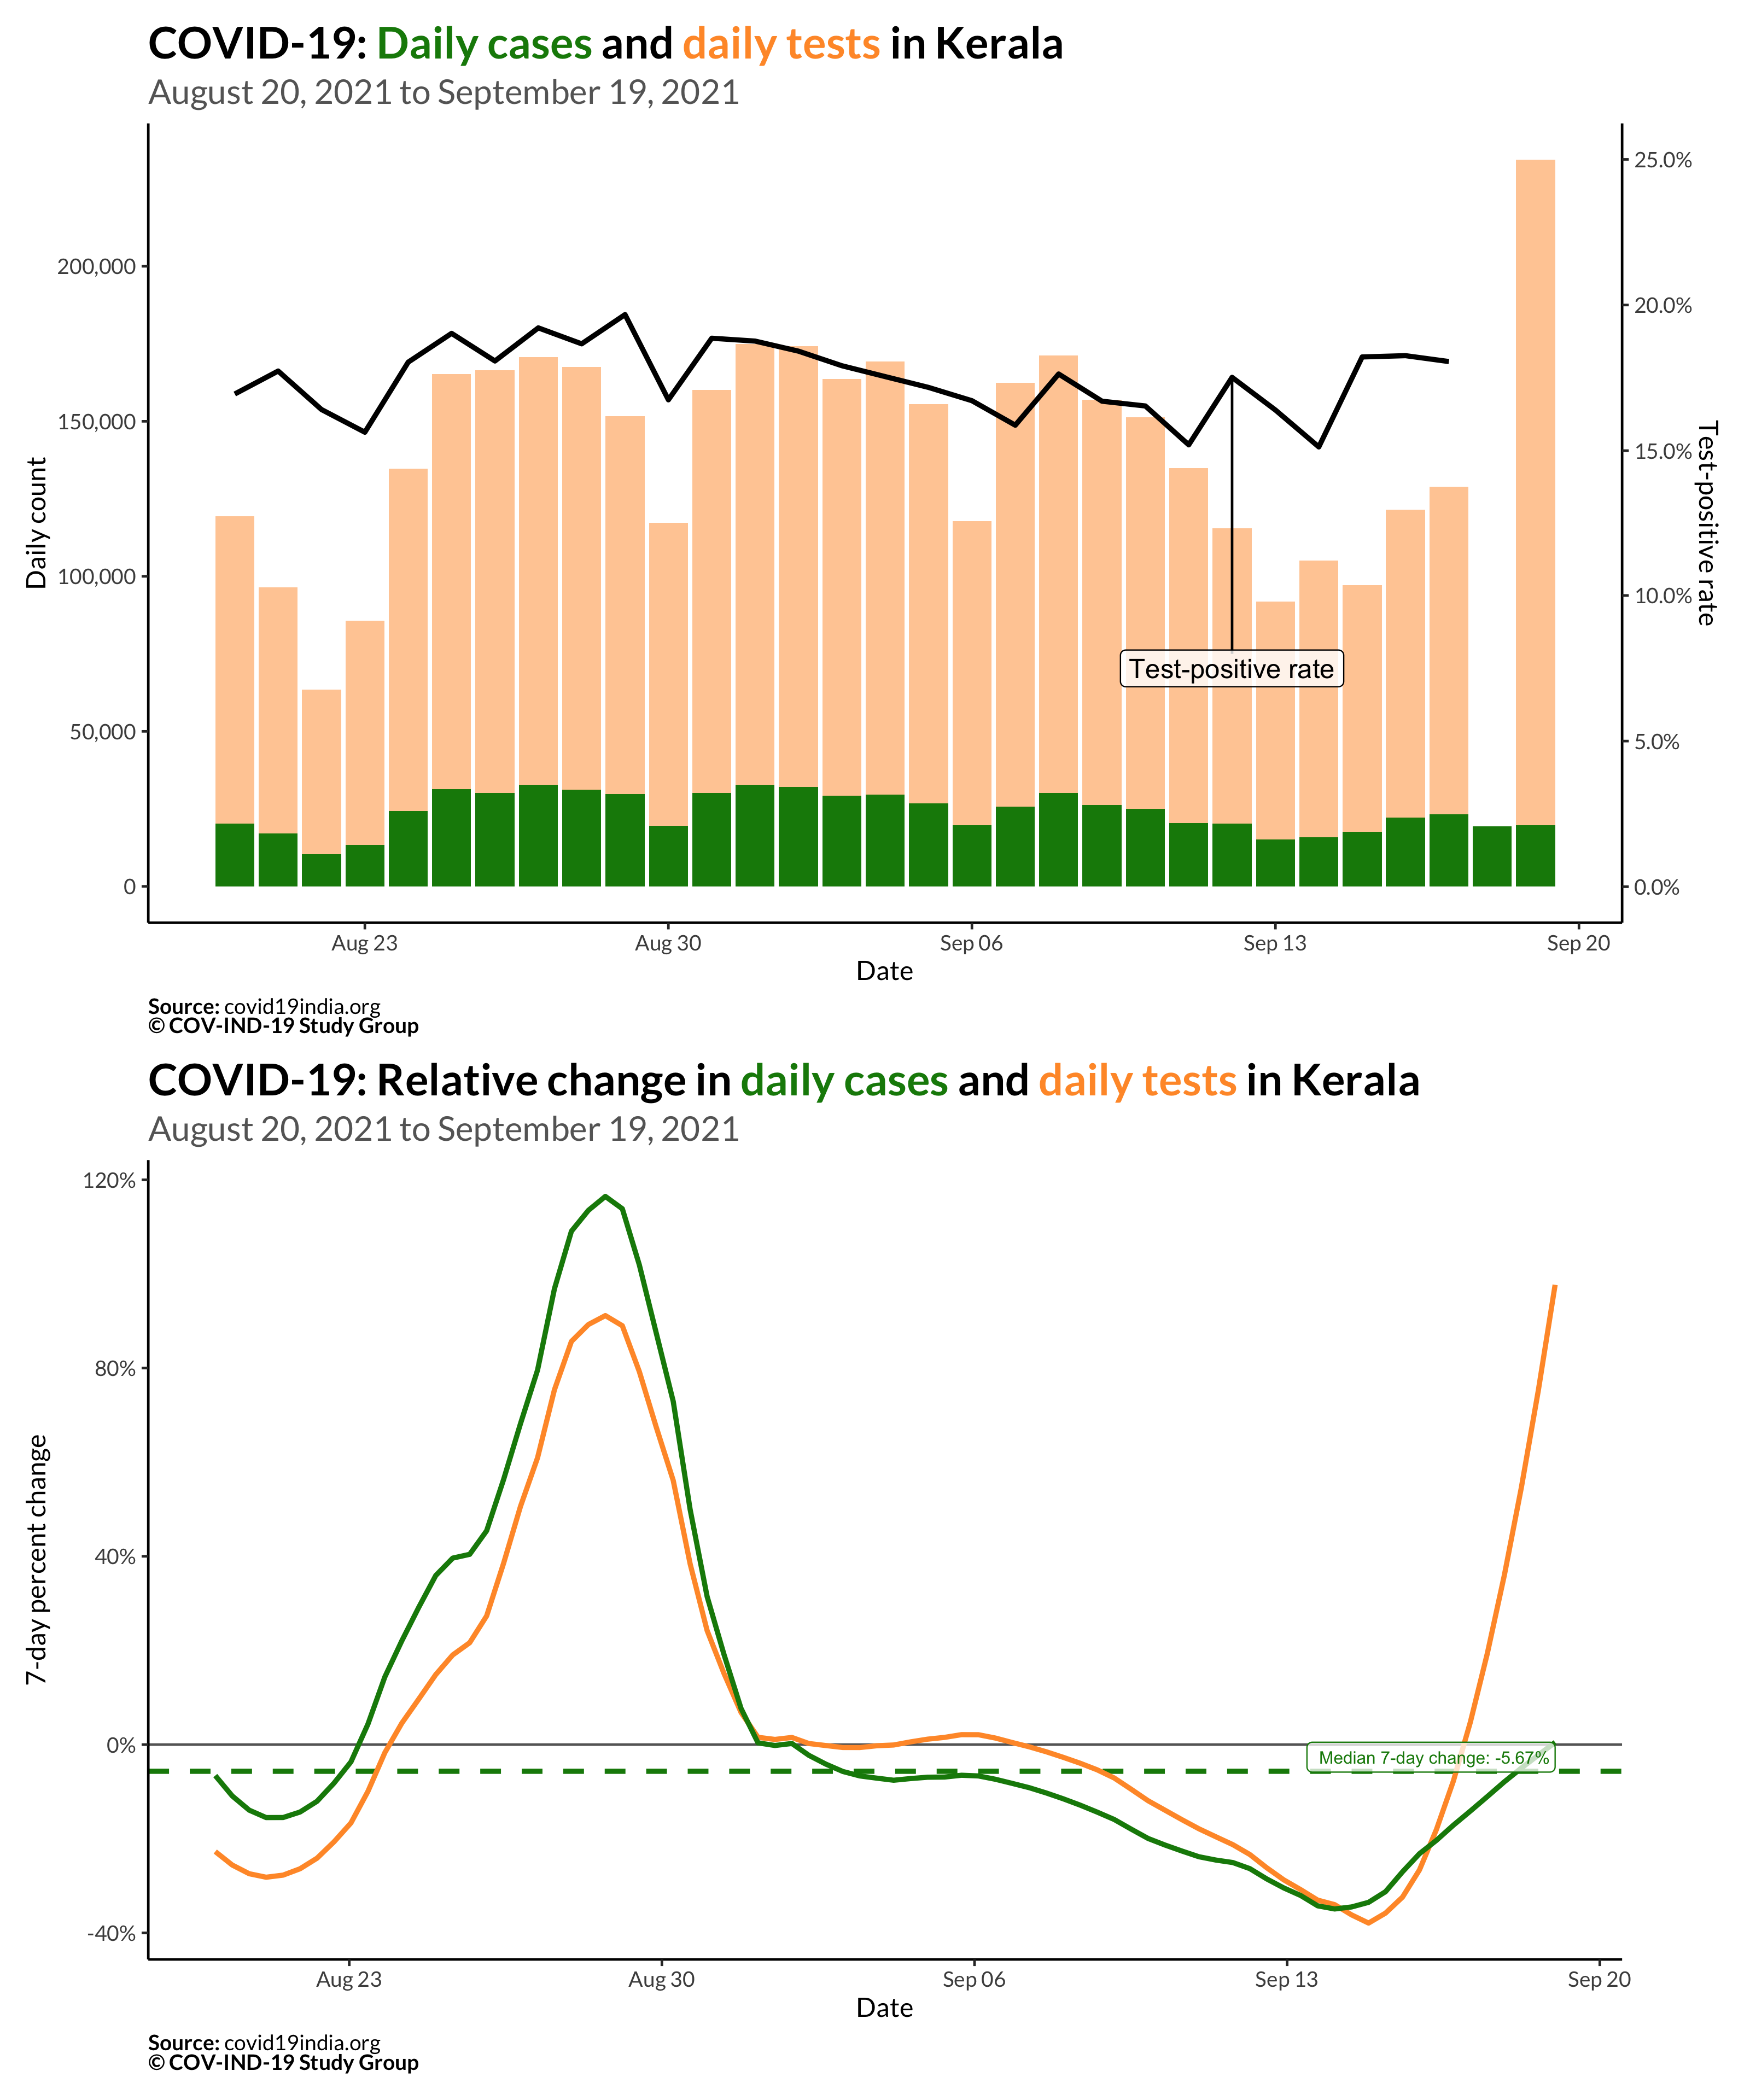 COVID-19: Daily cases and daily tests in Kerala
August 20, 2021 to September 19, 2021
Daily count
200,000
150,000
100,000
50,000
0
25.0%
20.0%
15.0%
10.0%
5.0%
0.0%
Test-positive rate
Test-positive rate
Aug 23
Aug 30
Sep 06
Sep 13
Sep 20
Date
Source: covid19india.org
© COV-IND-19 Study Group
COVID-19: Relative change in daily cases and daily tests in Kerala
August 20, 2021 to September 19, 2021
7-day percent change
120%
80%
40%
0%
-40%
Median 7-day change: -5.67%
Aug 23
Aug 30
Sep 06
Sep 13
Sep 20
Date
Source: covid19india.org
© COV-IND-19 Study Group